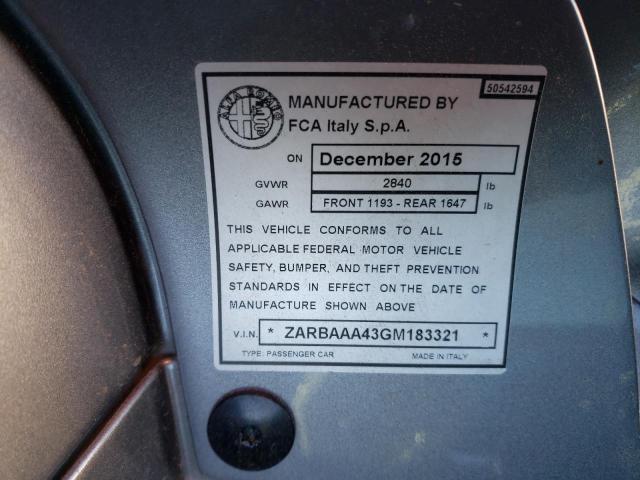 50542594
ALFA ROMEO
MANUFACTURED BY
FCA Italy S.p.A.
ON December 2015
GVWR 2840 lb
GAWR FRONT 1193 - REAR 1647 lb
THIS VEHICLE CONFORMS TO ALL
APPLICABLE FEDERAL MOTOR VEHICLE
SAFETY, BUMPER, AND THEFT PREVENTION
STANDARDS IN EFFECT ON THE DATE OF
MANUFACTURE SHOWN ABOVE
V.I.N. * ZARBAAA43GM183321 *
TYPE: PASSENGER CAR MADE IN ITALY